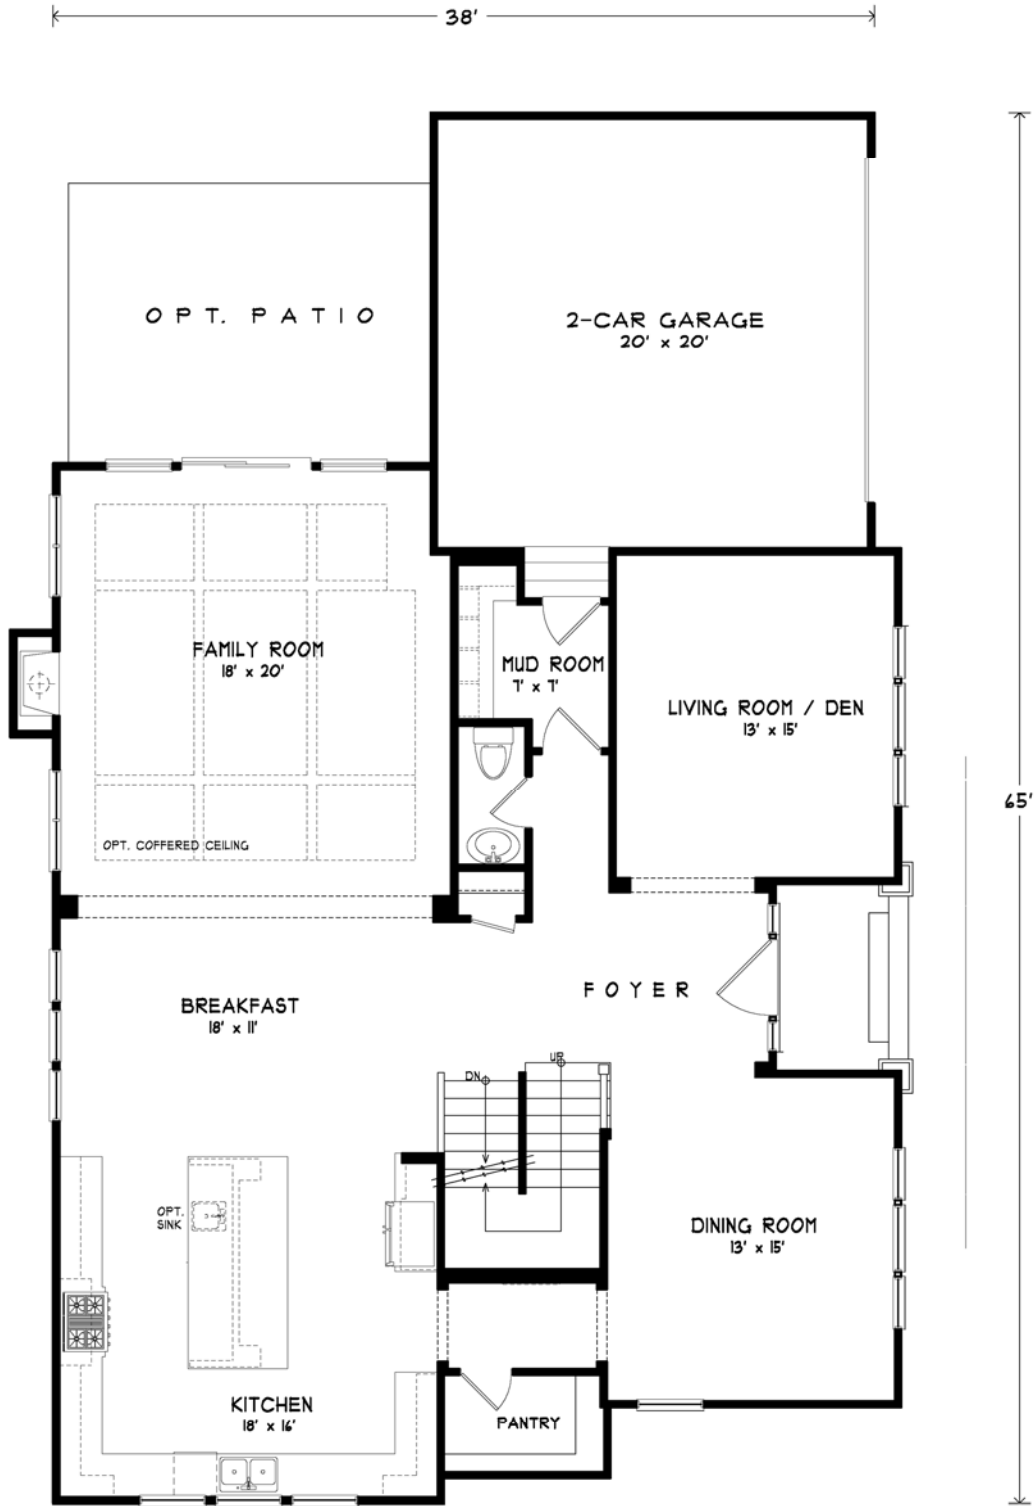 38'
OPT. PATIO
2-CAR GARAGE
20' x 20'
FAMILY ROOM
18' x 20'
MUD ROOM
7' x 7'
LIVING ROOM / DEN
13' x 15'
65'
OPT. COFFERED CEILING
FOYER
BREAKFAST
18' x 11'
UP
DN
OPT.
SINK
DINING ROOM
13' x 15'
KITCHEN
18' x 16'
PANTRY